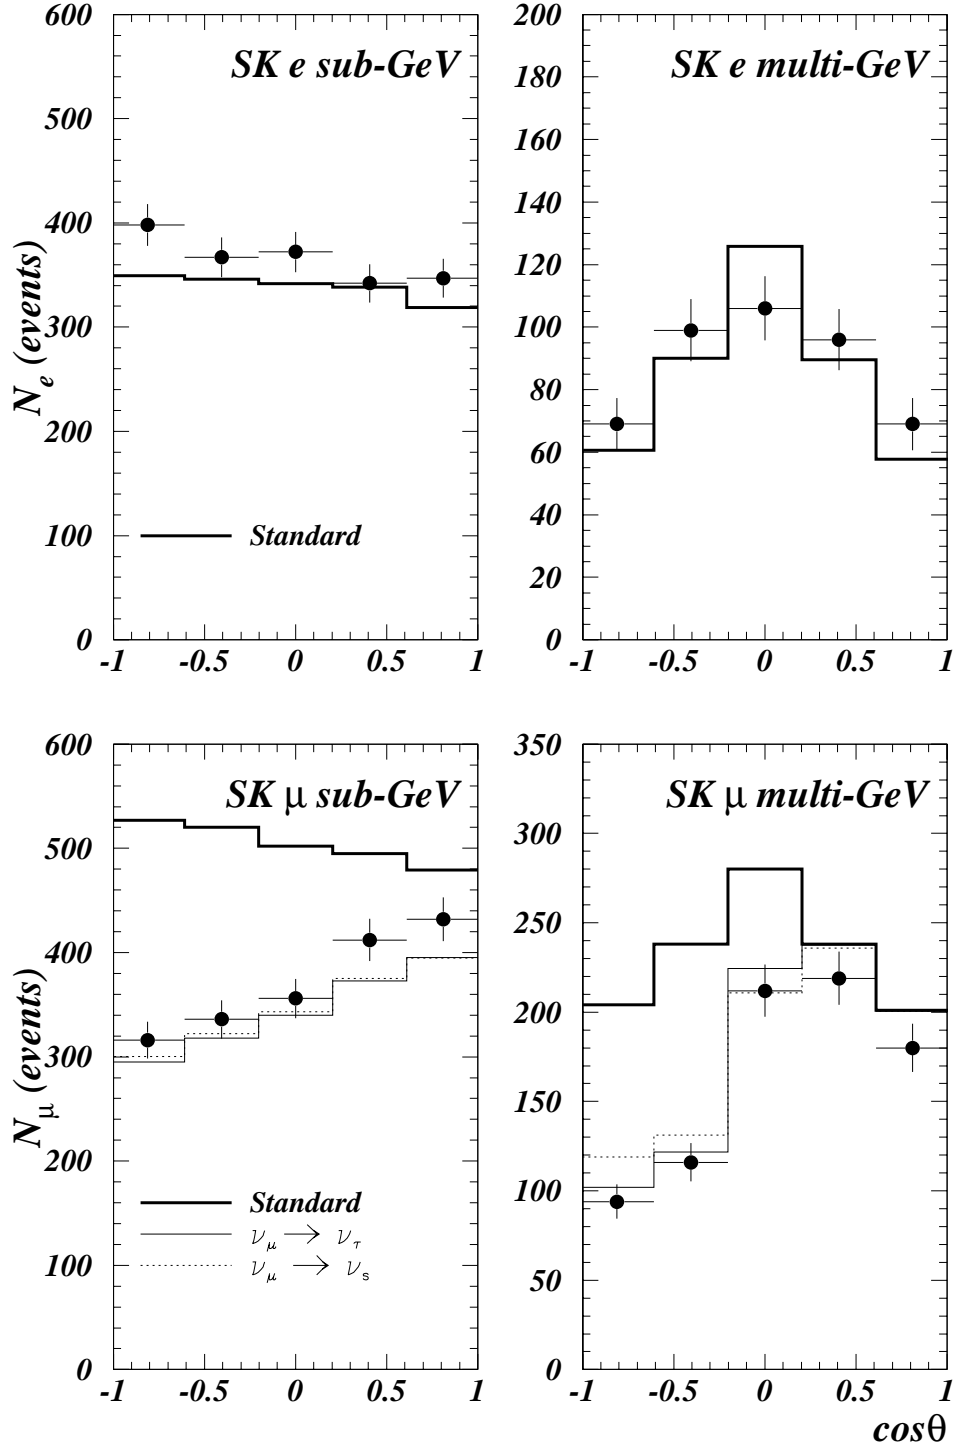 SK e sub-GeV
N_e (events)
600
500
400
300
200
100
0
Standard
-1 -0.5 0 0.5 1
SK e multi-GeV
200
180
160
140
120
100
80
60
40
20
0
-1 -0.5 0 0.5 1
SK μ sub-GeV
N_μ (events)
600
500
400
300
200
100
0
Standard
ν_μ → ν_τ
ν_μ → ν_s
-1 -0.5 0 0.5 1
SK μ multi-GeV
350
300
250
200
150
100
50
0
-1 -0.5 0 0.5 1
cosθ